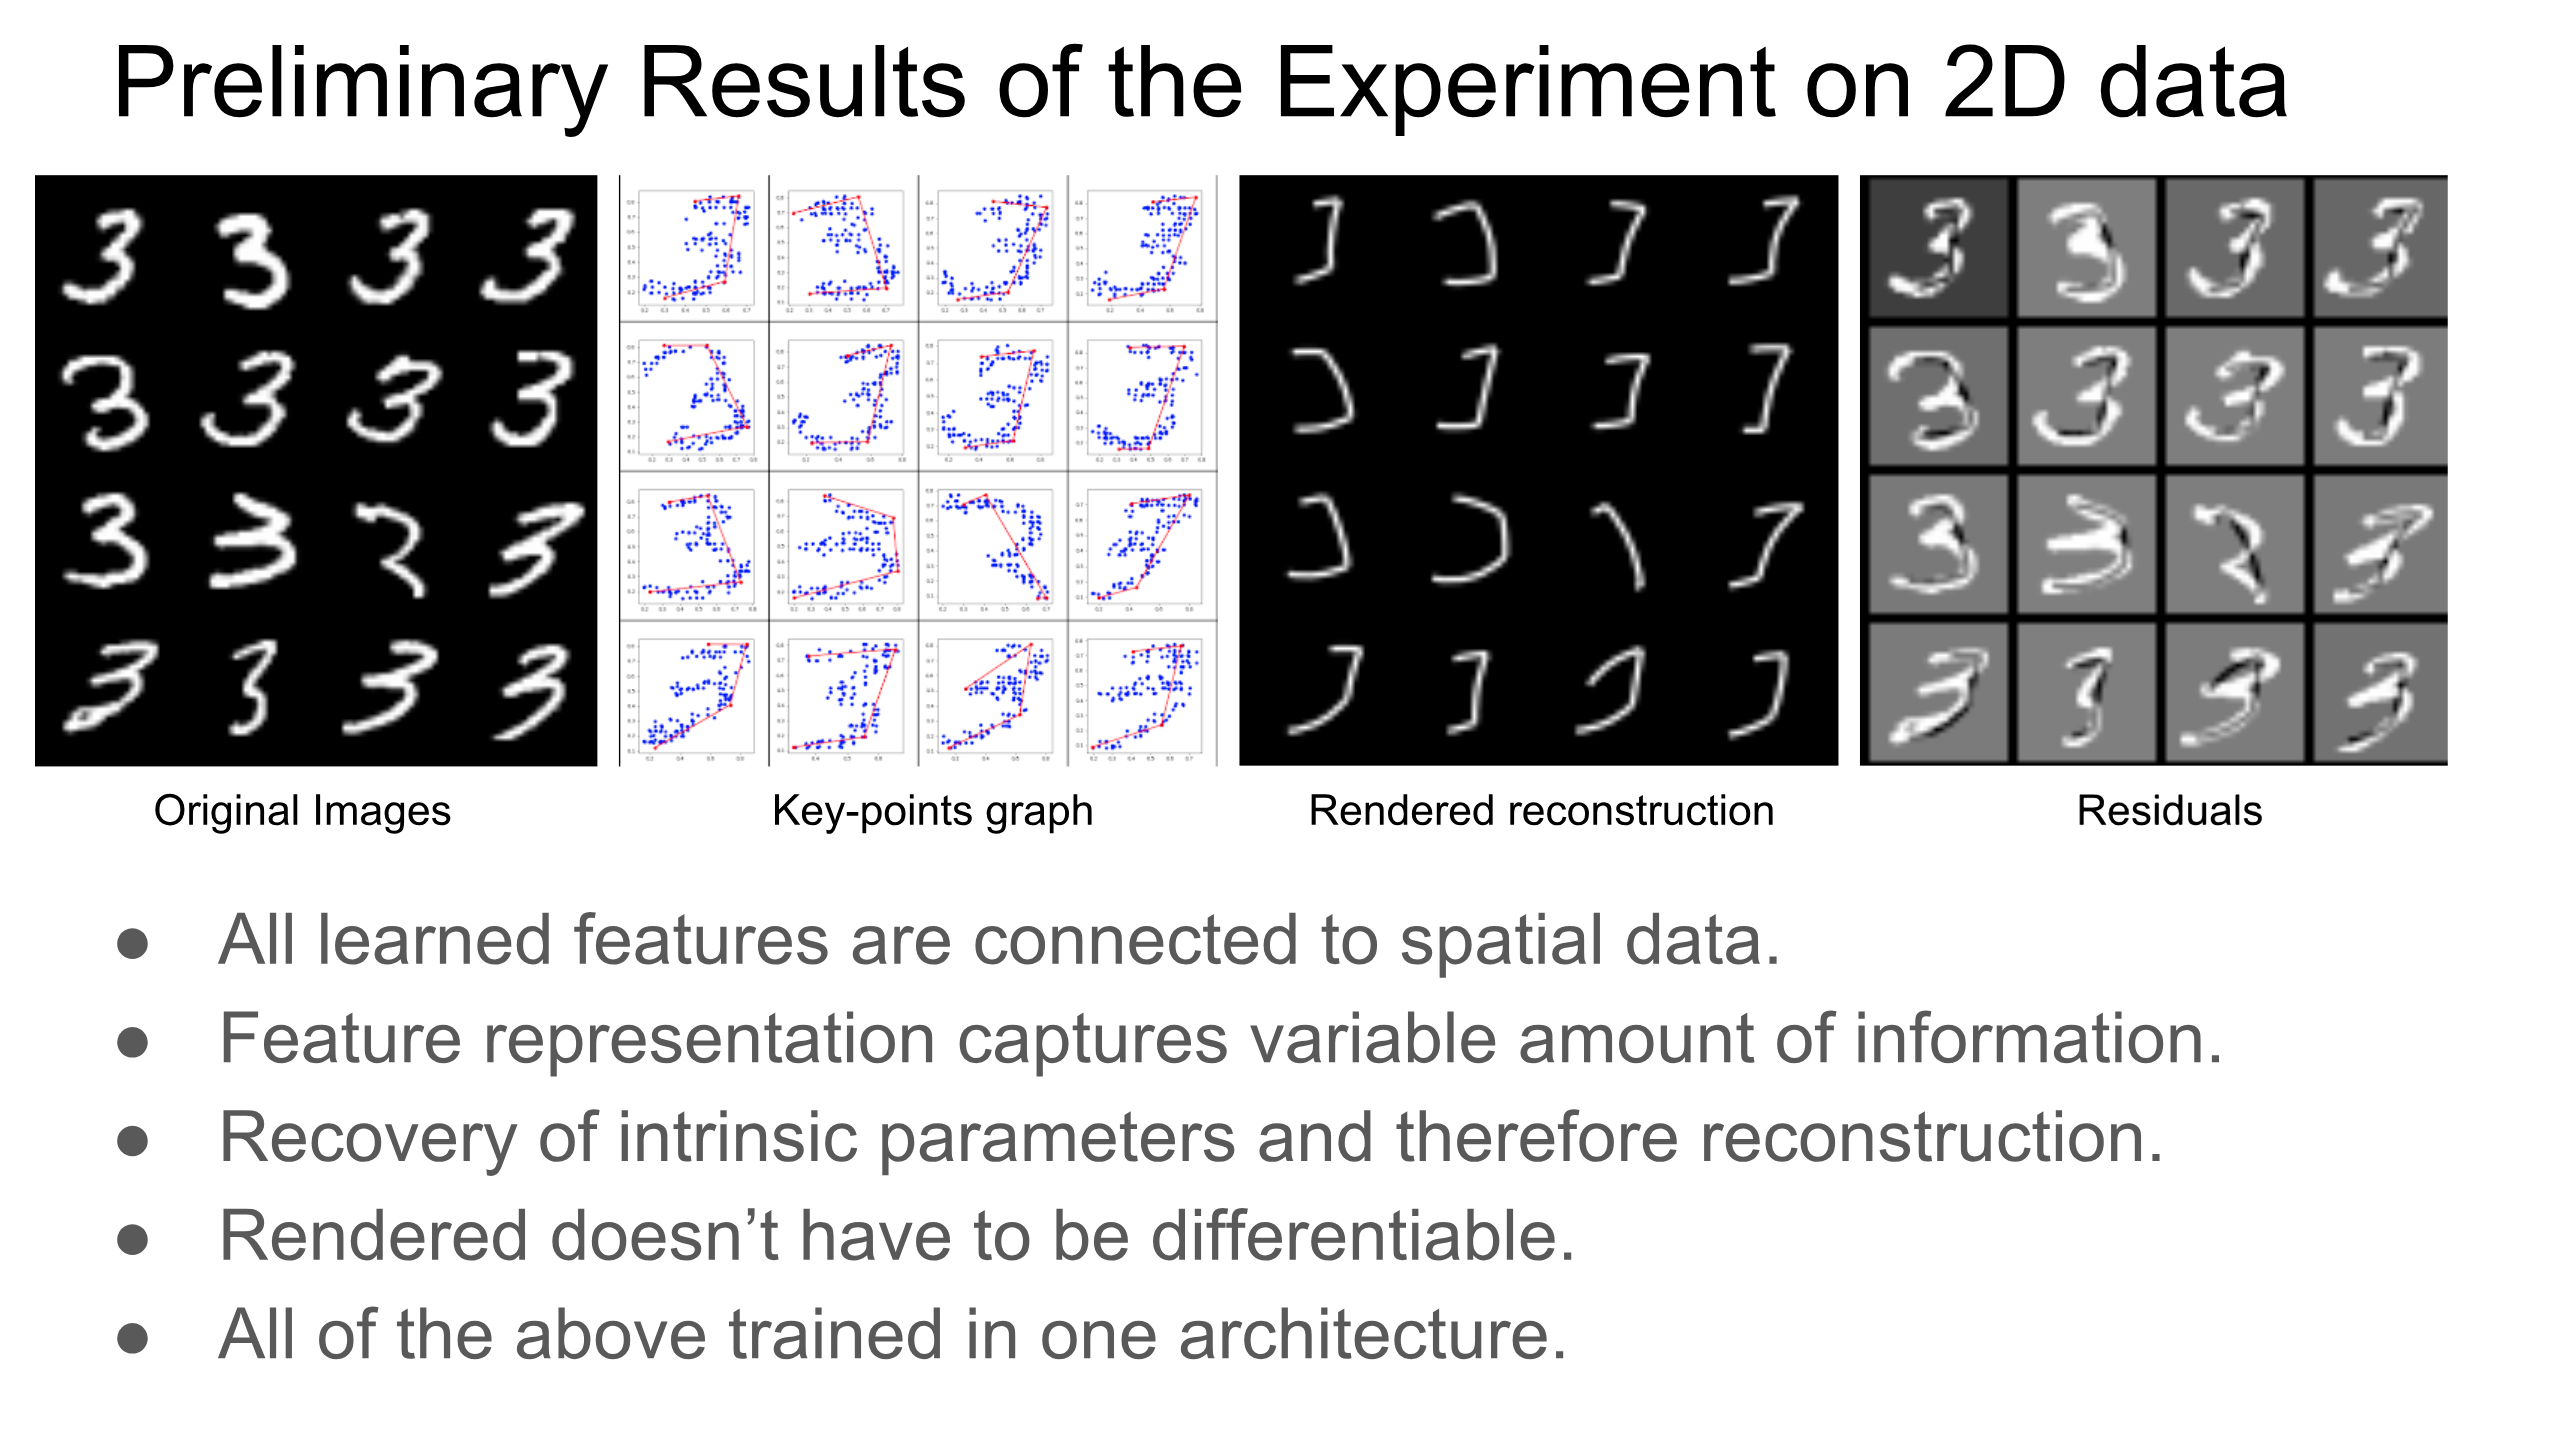 Preliminary Results of the Experiment on 2D data
Original Images
Key-points graph
Rendered reconstruction
Residuals
● All learned features are connected to spatial data.
● Feature representation captures variable amount of information.
● Recovery of intrinsic parameters and therefore reconstruction.
● Rendered doesn’t have to be differentiable.
● All of the above trained in one architecture.